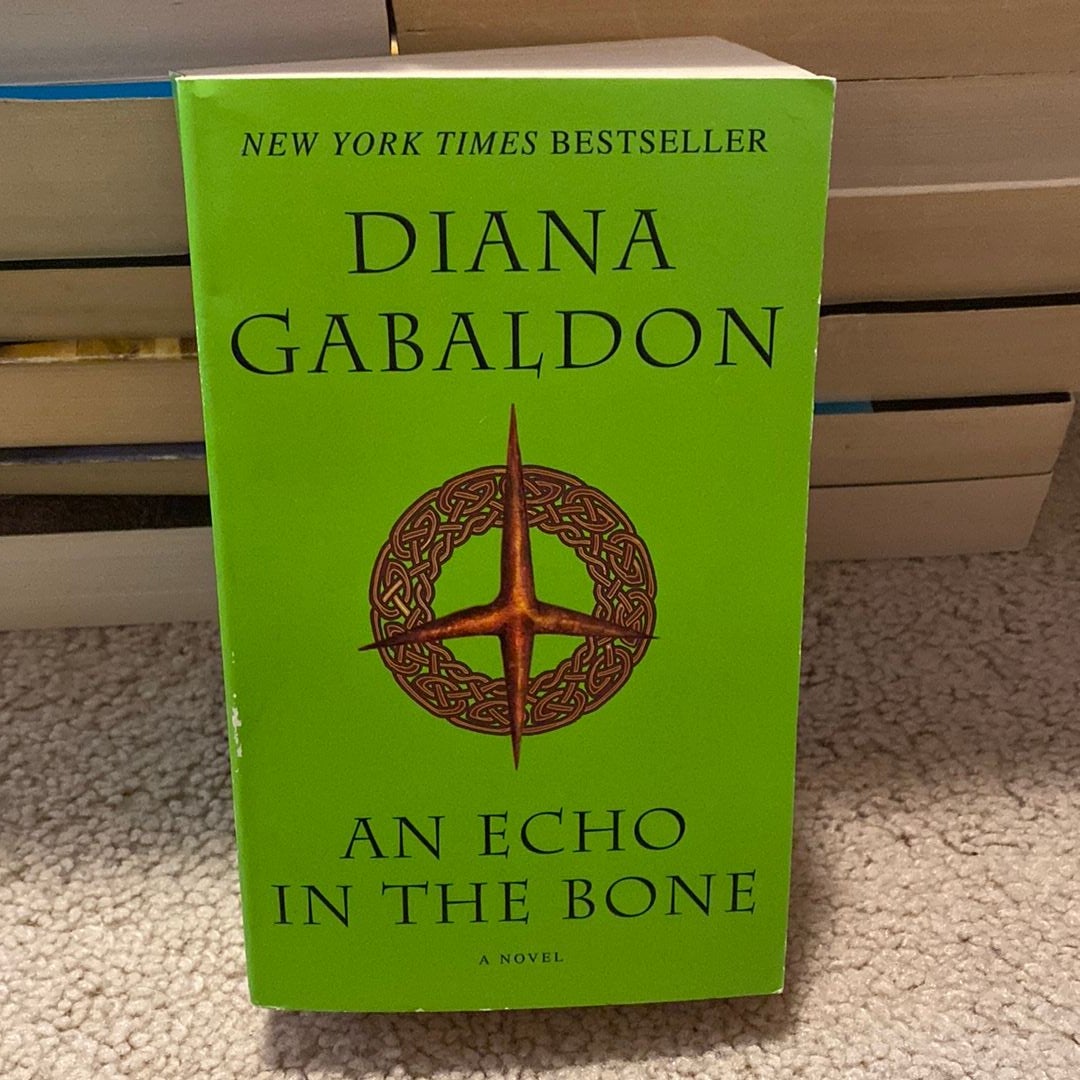 NEW YORK TIMES BESTSELLER
DIANA
GABALDON
AN ECHO
IN THE BONE
A NOVEL